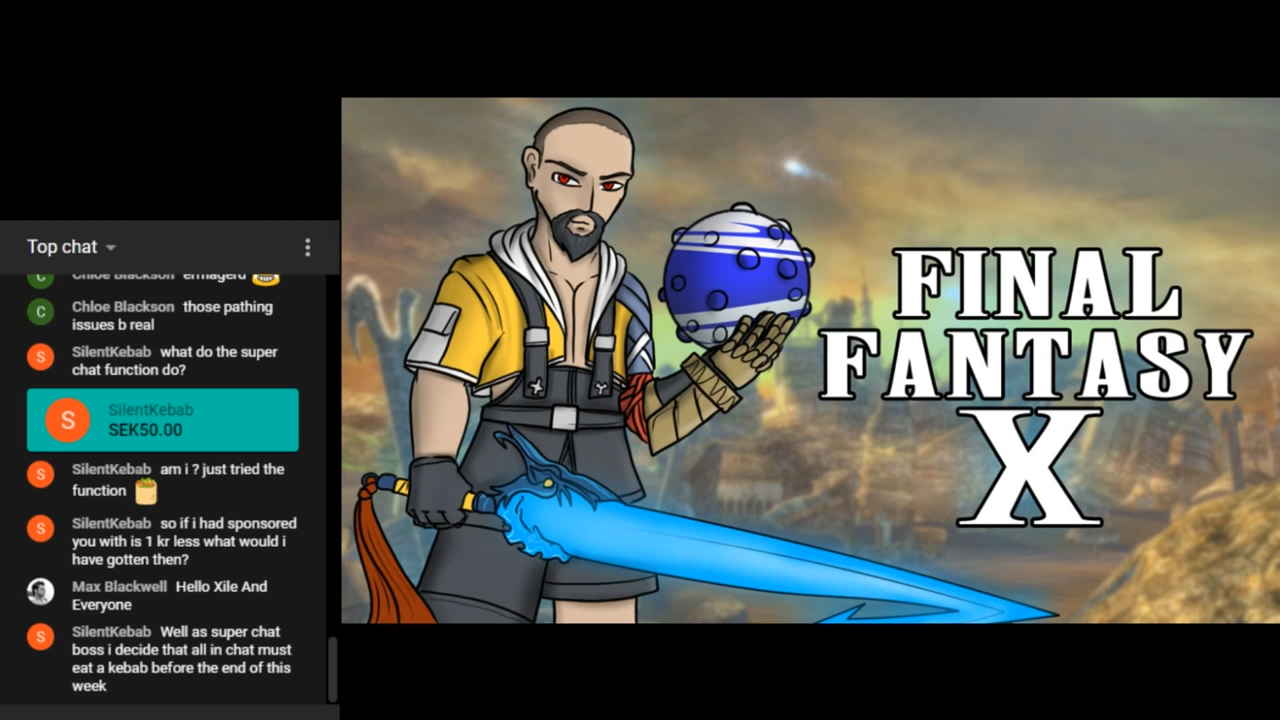 Top chat
C Chloe Blackson ermagerd
C Chloe Blackson those pathing
issues b real
S SilentKebab what do the super
chat function do?
S SilentKebab
SEK50.00
S SilentKebab am i ? just tried the
function
S SilentKebab so if i had sponsored
you with is 1 kr less what would i
have gotten then?
Max Blackwell Hello Xile And
Everyone
S SilentKebab Well as super chat
boss i decide that all in chat must
eat a kebab before the end of this
week
FINAL
FANTASY
X